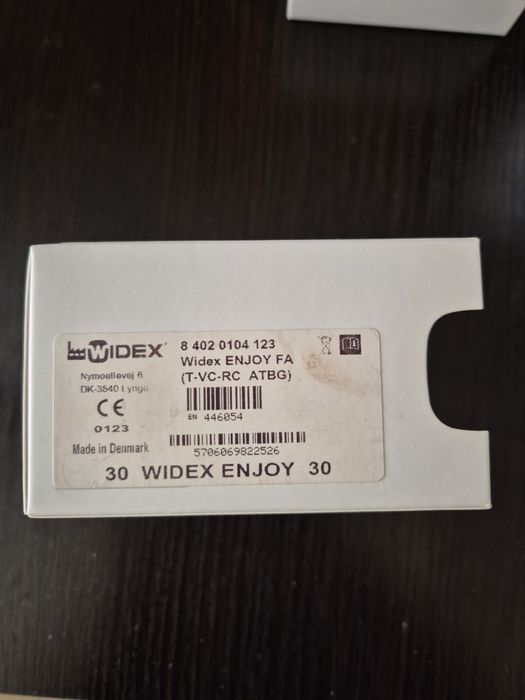 WIDEX
Nymoellevej 6
DK-3540 Lynge
CE
0123
Made in Denmark
8 402 0104 123
Widex ENJOY FA
(T-VC-RC ATBG)
SN 446054
5706069822526
30 WIDEX ENJOY 30